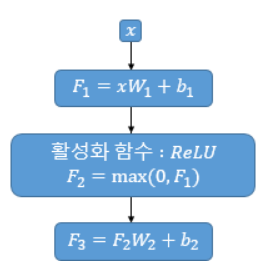 x
F₁ = xW₁ + b₁
활성화 함수 : ReLU
F₂ = max(0, F₁)
F₃ = F₂W₂ + b₂